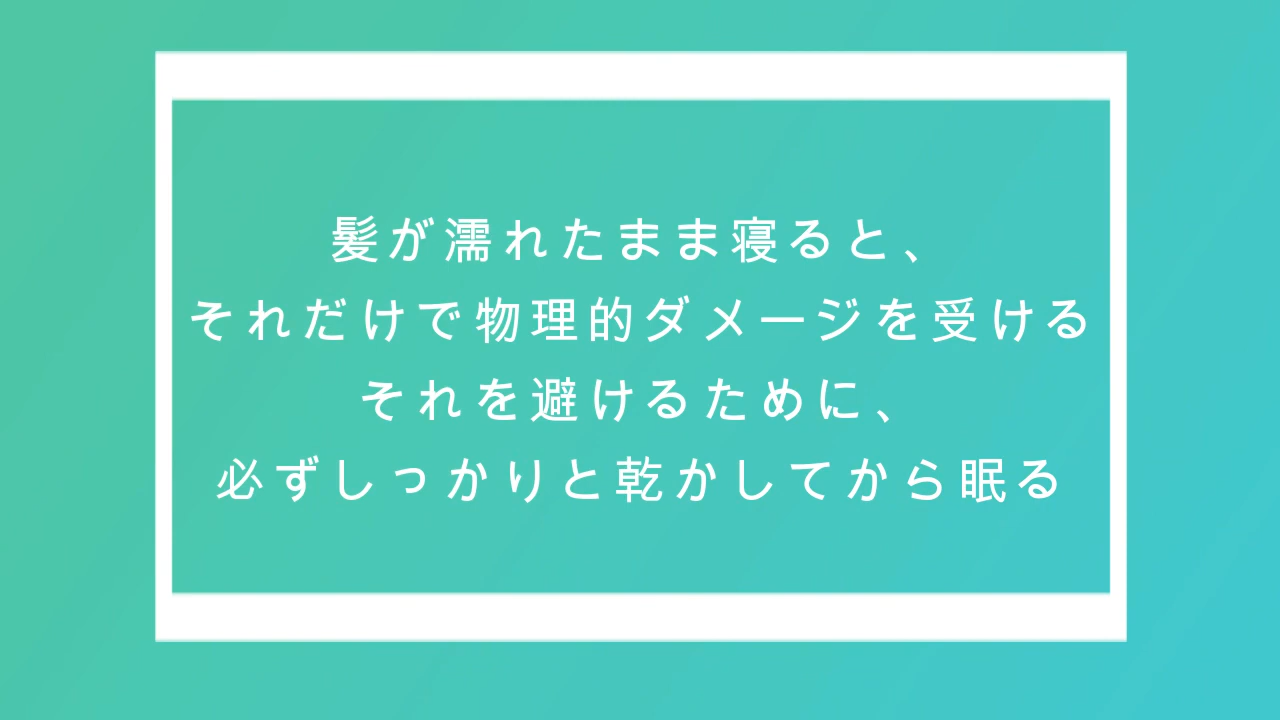 髪が濡れたまま寝ると、
それだけで物理的ダメージを受ける
それを避けるために、
必ずしっかりと乾かしてから眠る